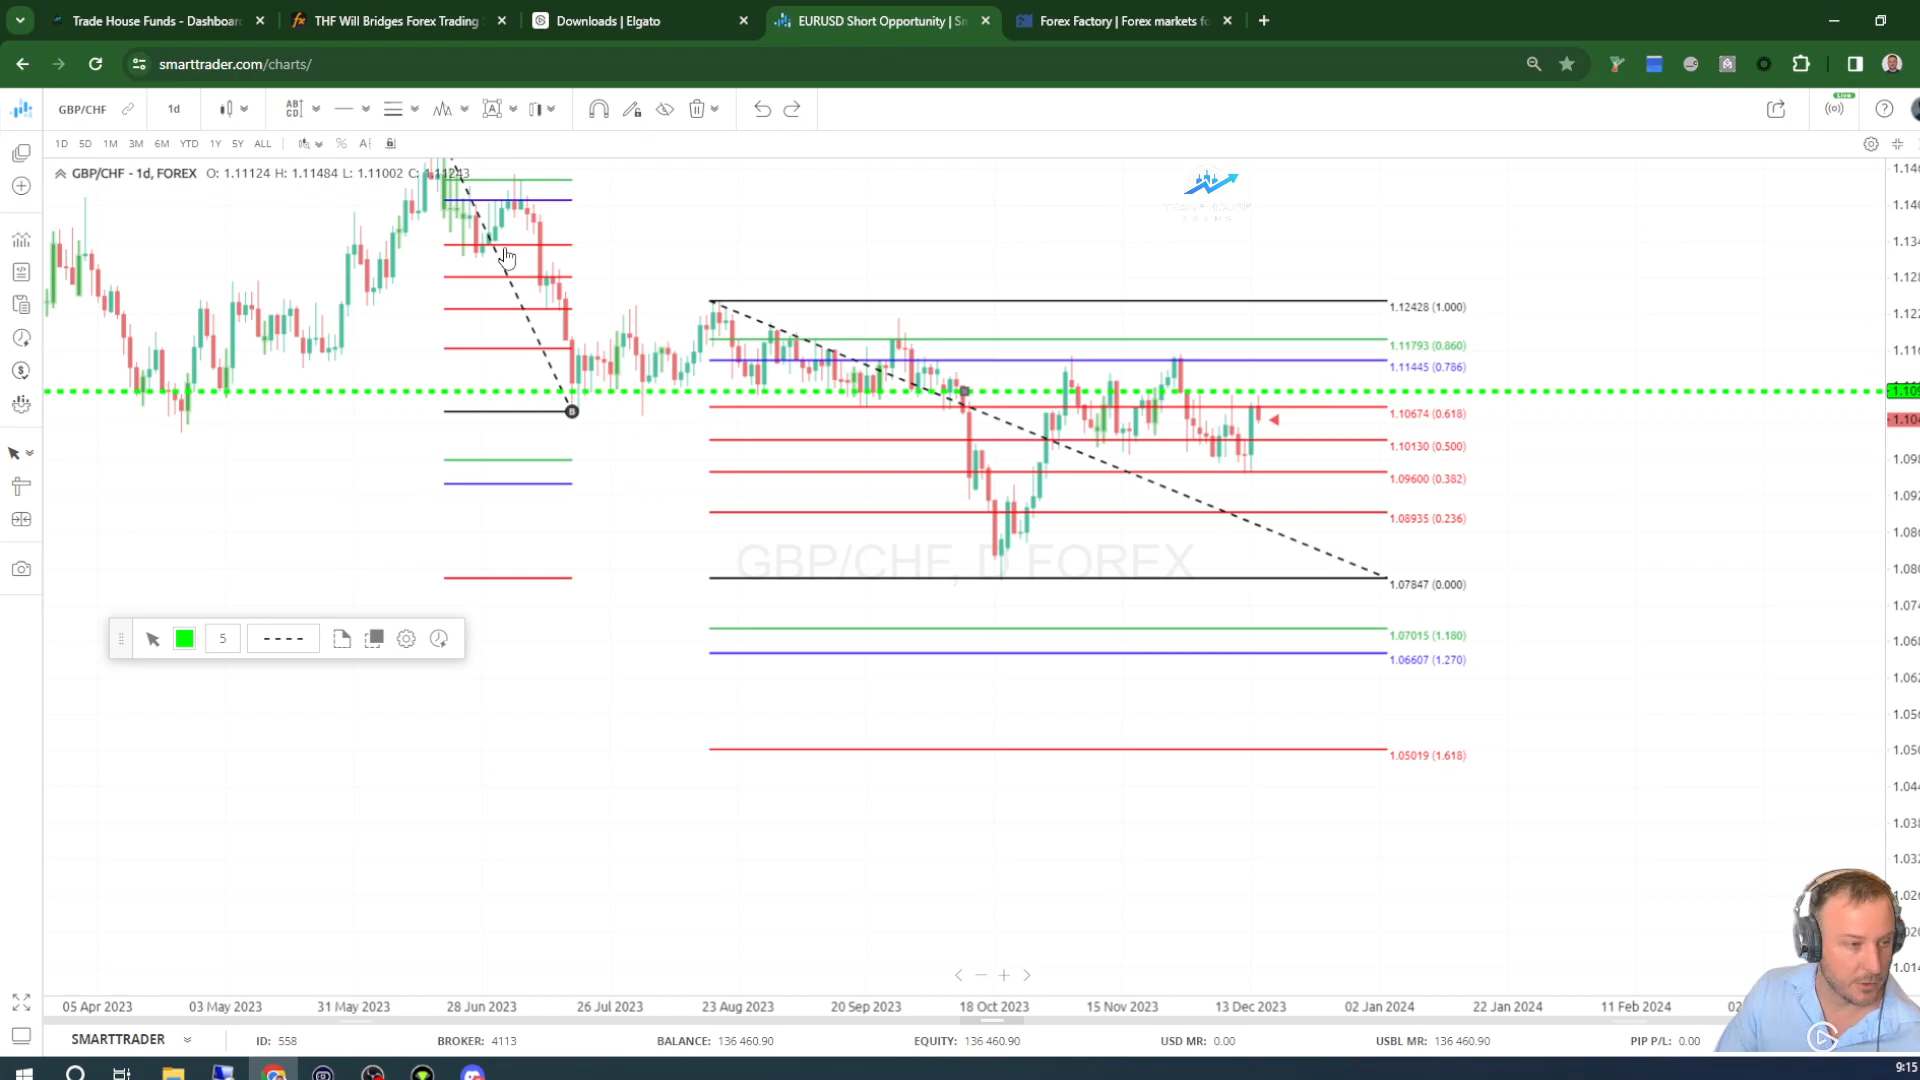 Trade House Funds - Dashboar
THF Will Bridges Forex Trading
Downloads | Elgato
EURUSD Short Opportunity | Sn
Forex Factory | Forex markets fo
smarttrader.com/charts/
GBP/CHF
1d
AB
CD
1D 5D 1M 3M 6M YTD 1Y 5Y ALL
GBP/CHF - 1d, FOREX O: 1.11124 H: 1.11484 L: 1.11002 C: 1.11243
Live
1.12428 (1.000)
1.11793 (0.860)
1.11445 (0.786)
1.10674 (0.618)
1.10130 (0.500)
1.09600 (0.382)
1.08935 (0.236)
GBP/CHF, D FOREX
1.07847 (0.000)
1.07015 (1.180)
1.06607 (1.270)
1.05019 (1.618)
5
B
05 Apr 2023 03 May 2023 31 May 2023 28 Jun 2023 26 Jul 2023 23 Aug 2023 20 Sep 2023 18 Oct 2023 15 Nov 2023 13 Dec 2023 02 Jan 2024 22 Jan 2024 11 Feb 2024
SMARTTRADER ID: 558 BROKER: 4113 BALANCE: 136 460.90 EQUITY: 136 460.90 USD MR: 0.00 USBL MR: 136 460.90 PIP P/L: 0.00
9:15